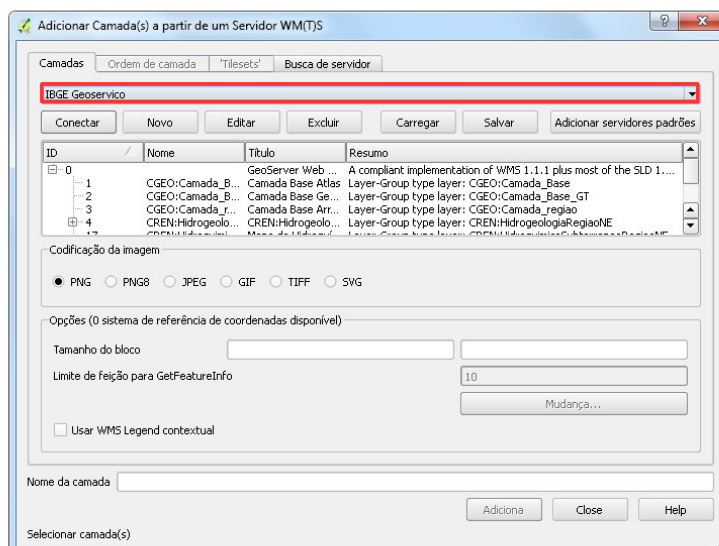 Adicionar Camada(s) a partir de um Servidor WM(T)S
Camadas Ordem de camada 'Tilesets' Busca de servidor
IBGE Geoservico
Conectar Novo Editar Excluir Carregar Salvar Adicionar servidores padrões
ID Nome Título Resumo
0 GeoServer Web ... A compliant implementation of WMS 1.1.1 plus most of the SLD 1....
1 CGEO:Camada_B... Camada Base Atlas Layer-Group type layer: CGEO:Camada_Base
2 CGEO:Camada_B... Camada Base Ge... Layer-Group type layer: CGEO:Camada_Base_GT
3 CGEO:Camada_r... Camada Base Arr... Layer-Group type layer: CGEO:Camada_regiao
4 CREN:Hidrogeolo... CREN:Hidrogeolo... Layer-Group type layer: CREN:HidrogeologiaRegiaoNE
17
Codificação da imagem
PNG PNG8 JPEG GIF TIFF SVG
Opções (0 sistema de referência de coordenadas disponível)
Tamanho do bloco
Limite de feição para GetFeatureInfo 10
Mudança...
Usar WMS Legend contextual
Nome da camada
Adiciona Close Help
Selecionar camada(s)